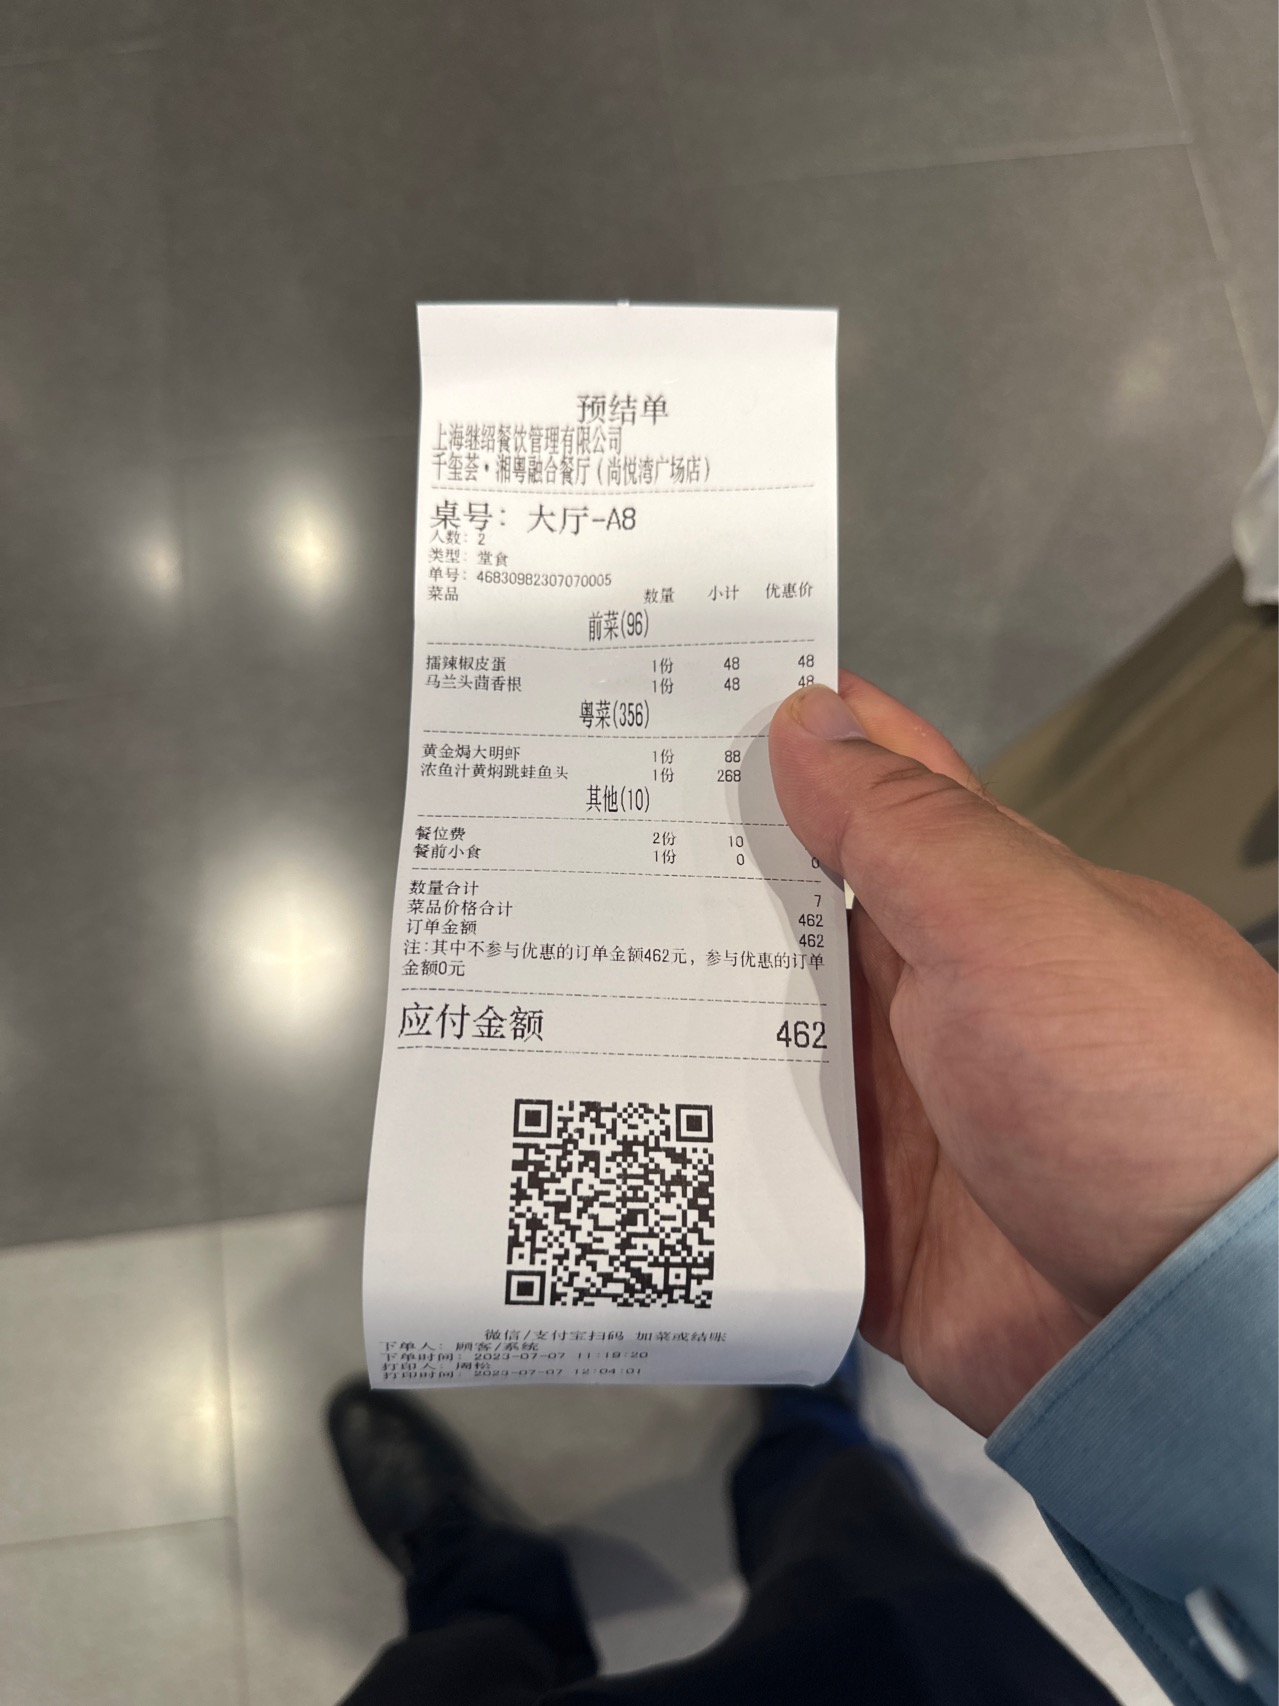 预结单
上海继绍餐饮管理有限公司
千玺荟·湘粤融合餐厅(尚悦湾广场店)
桌号: 大厅-A8
人数: 2
类型: 堂食
单号: 46830982307070005
菜品 数量 小计 优惠价
前菜(96)
擂辣椒皮蛋 1份 48 48
马兰头茴香根 1份 48 48
粤菜(356)
黄金焗大明虾 1份 88
浓鱼汁黄焖跳蛙鱼头 1份 268
其他(10)
餐位费 2份 10
餐前小食 1份 0 0
数量合计 7
菜品价格合计 462
订单金额 462
注:其中不参与优惠的订单金额462元, 参与优惠的订单
金额0元
应付金额 462
微信/支付宝扫码 加菜或结账
下单人: 顾客/系统
下单时间: 2023-07-07 11:19:20
打印人: 周松
打印时间: 2023-07-07 12:04:01